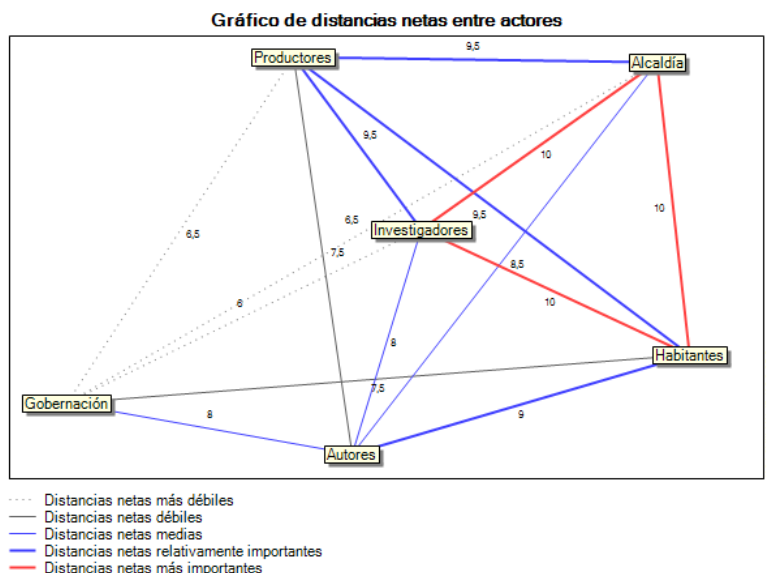 Gráfico de distancias netas entre actores
9,5
Productores
Alcaldía
9,5
10
10
6,5
6,5
9,5
7,5
Investigadores
8,5
6
10
8
Habitantes
7,5
Gobernación
8
9
Autores
Distancias netas más débiles
Distancias netas débiles
Distancias netas medias
Distancias netas relativamente importantes
Distancias netas más importantes